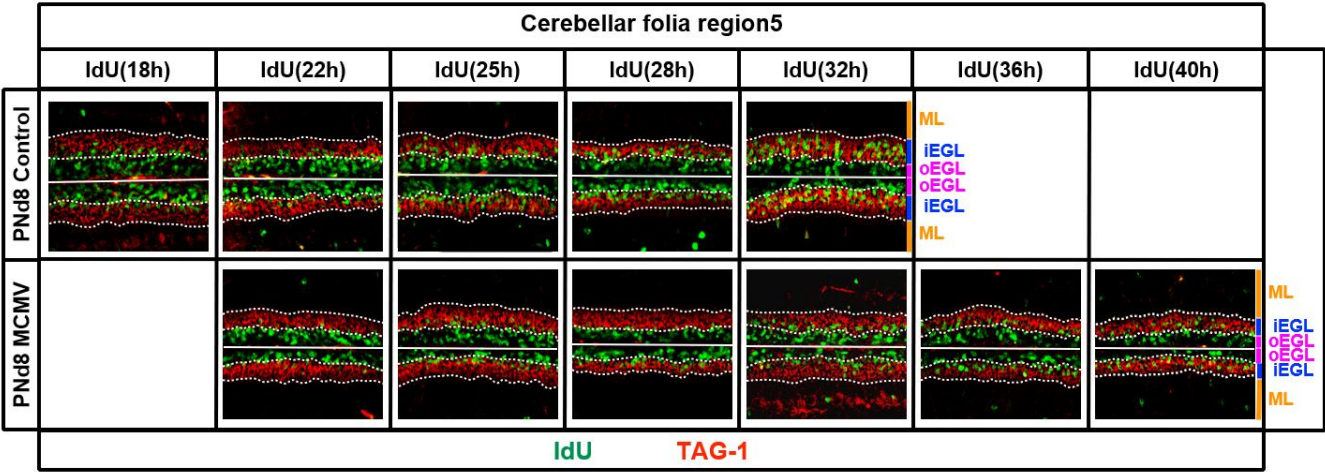 Cerebellar folia region5
IdU(18h) IdU(22h) IdU(25h) IdU(28h) IdU(32h) IdU(36h) IdU(40h)
PNd8 Control
ML
iEGL
oEGL
oEGL
iEGL
ML
PNd8 MCMV
ML
iEGL
oEGL
oEGL
iEGL
ML
IdU TAG-1